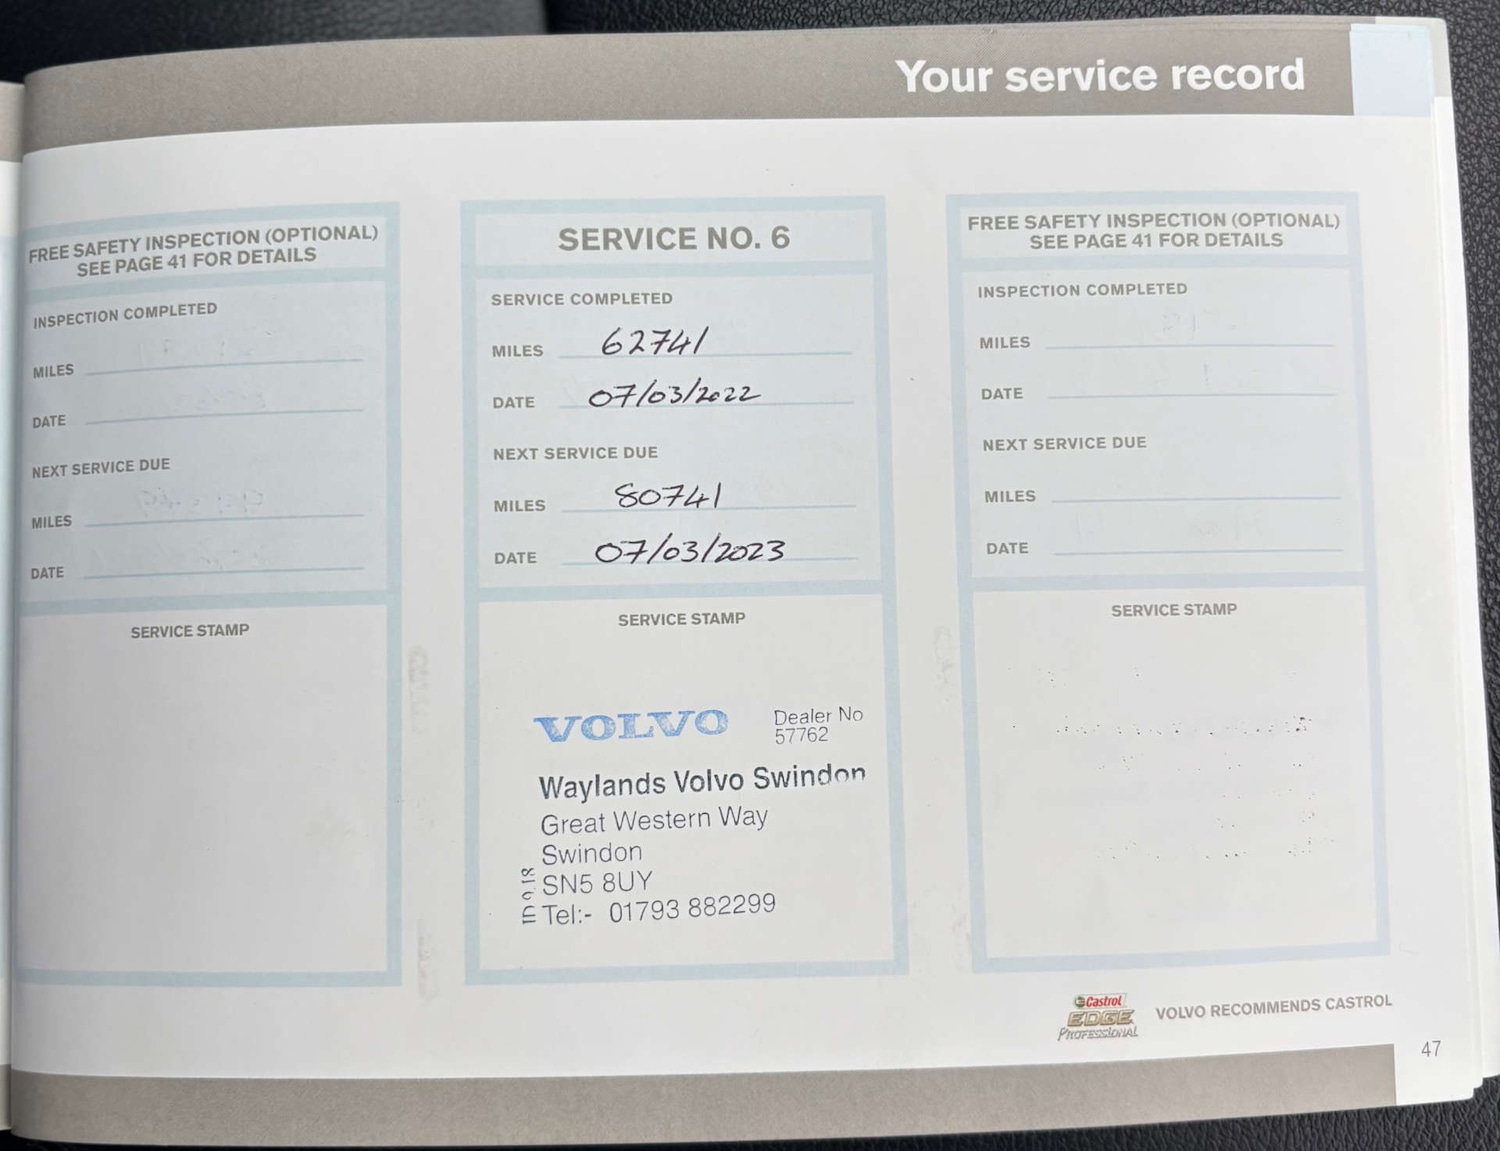 Your service record
FREE SAFETY INSPECTION (OPTIONAL)
SEE PAGE 41 FOR DETAILS
INSPECTION COMPLETED
MILES
DATE
NEXT SERVICE DUE
MILES
DATE
SERVICE STAMP
SERVICE NO. 6
SERVICE COMPLETED
MILES 62741
DATE 07/03/2022
NEXT SERVICE DUE
MILES 80741
DATE 07/03/2023
SERVICE STAMP
VOLVO
Dealer No
57762
Waylands Volvo Swindon
Great Western Way
Swindon
SN5 8UY
Tel:- 01793 882299
FREE SAFETY INSPECTION (OPTIONAL)
SEE PAGE 41 FOR DETAILS
INSPECTION COMPLETED
MILES
DATE
NEXT SERVICE DUE
MILES
DATE
SERVICE STAMP
Castrol
EDGE
PROFESSIONAL
VOLVO RECOMMENDS CASTROL
47